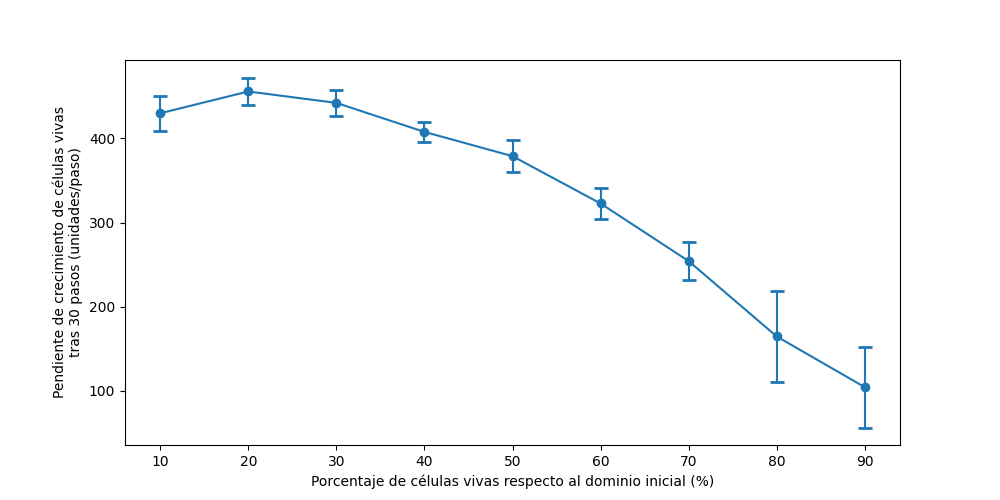 Pendiente de crecimiento de células vivas
tras 30 pasos (unidades/paso)
400
300
200
100
10 20 30 40 50 60 70 80 90
Porcentaje de células vivas respecto al dominio inicial (%)